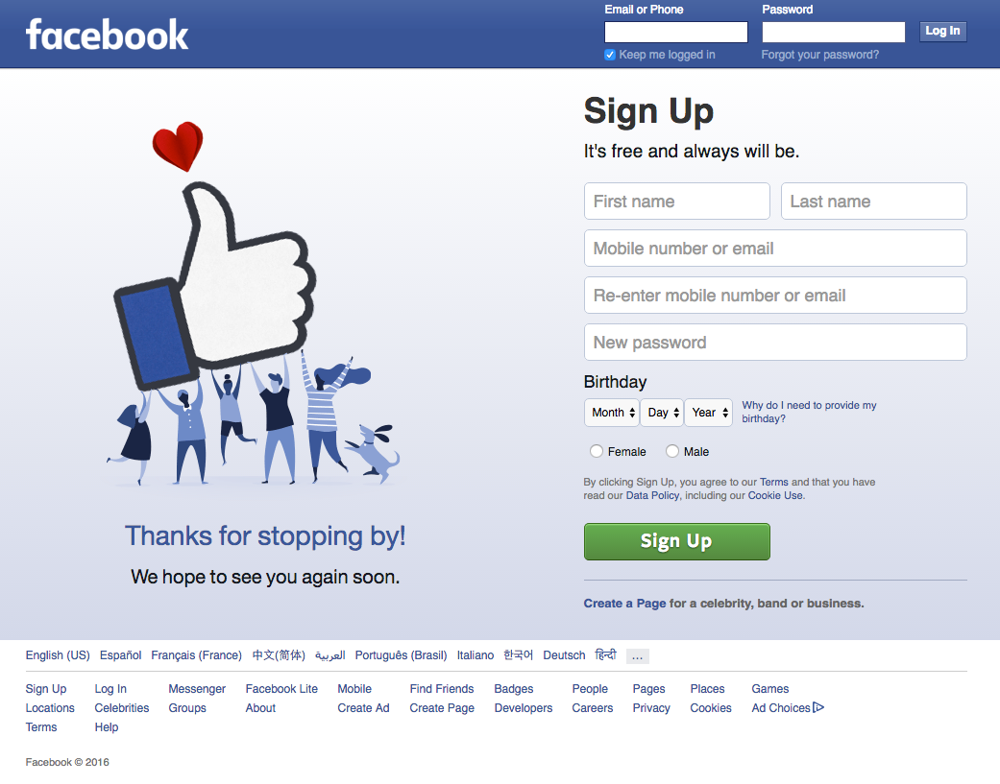 facebook
Email or Phone
Password
Log In
Keep me logged in
Forgot your password?
Sign Up
It's free and always will be.
First name
Last name
Mobile number or email
Re-enter mobile number or email
New password
Birthday
Month
Day
Year
Why do I need to provide my
birthday?
Female
Male
By clicking Sign Up, you agree to our Terms and that you have
read our Data Policy, including our Cookie Use.
Sign Up
Create a Page for a celebrity, band or business.
Thanks for stopping by!
We hope to see you again soon.
English (US) Español Français (France) 中文(简体) العربية Português (Brasil) Italiano 한국어 Deutsch हिन्दी ...
Sign Up Log In Messenger Facebook Lite Mobile Find Friends Badges People Pages Places Games
Locations Celebrities Groups About Create Ad Create Page Developers Careers Privacy Cookies Ad Choices
Terms Help
Facebook © 2016